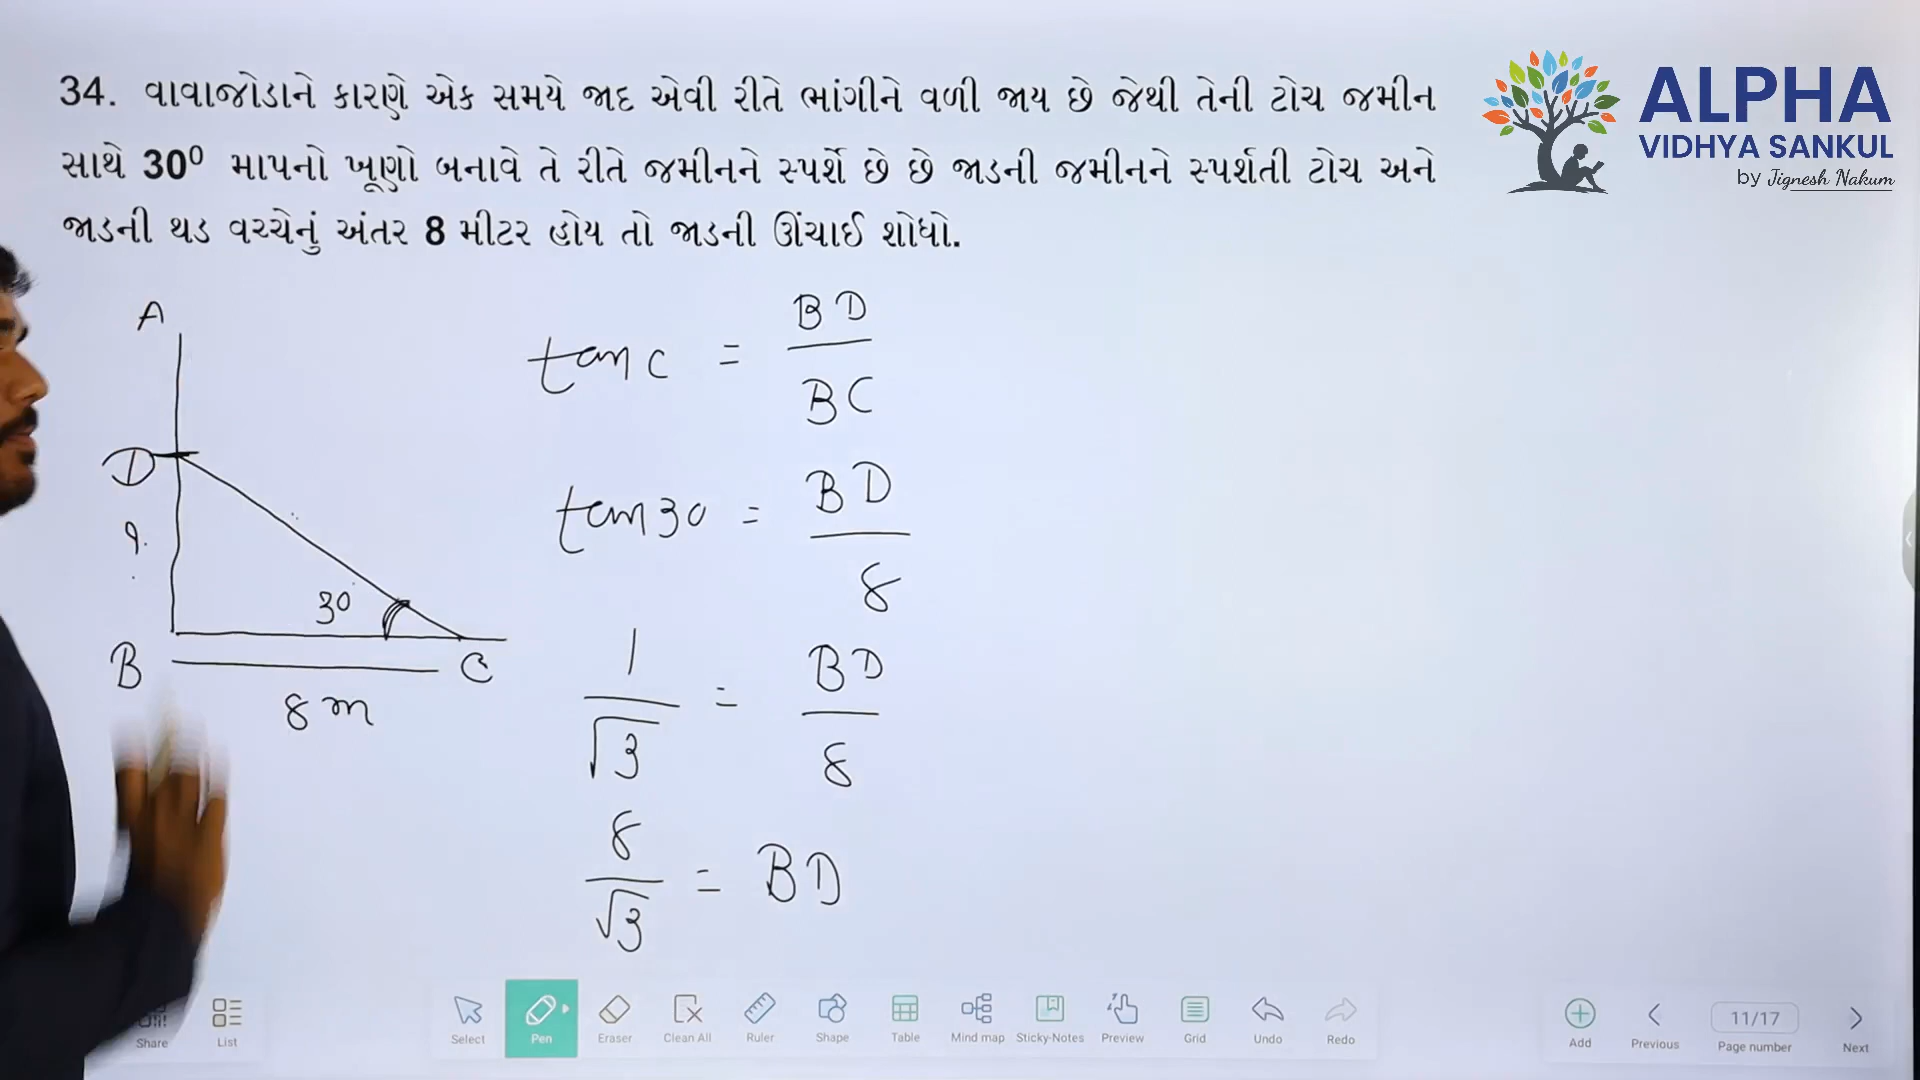 34. વાવાજોડાને કારણે એક સમયે જાદ એવી રીતે ભાંગીને વળી જાય છે જેથી તેની ટોચ જમીન
સાથે 30⁰ માપનો ખૂણો બનાવે તે રીતે જમીનને સ્પર્શે છે છે જાડની જમીનને સ્પર્શતી ટોચ અને
જાડની થડ વચ્ચેનું અંતર 8 મીટર હોય તો જાડની ઊંચાઈ શોધો.
ALPHA
VIDHYA SANKUL
by Jignesh Nakum
A
D
?
30
B
C
8 m
tan C = BD / BC
tan 30 = BD / 8
1 / √3 = BD / 8
8 / √3 = BD
Share
List
Select
Pen
Eraser
Clean All
Ruler
Shape
Table
Mind map
Sticky-Notes
Preview
Grid
Undo
Redo
Add
Previous
11/17
Page number
Next